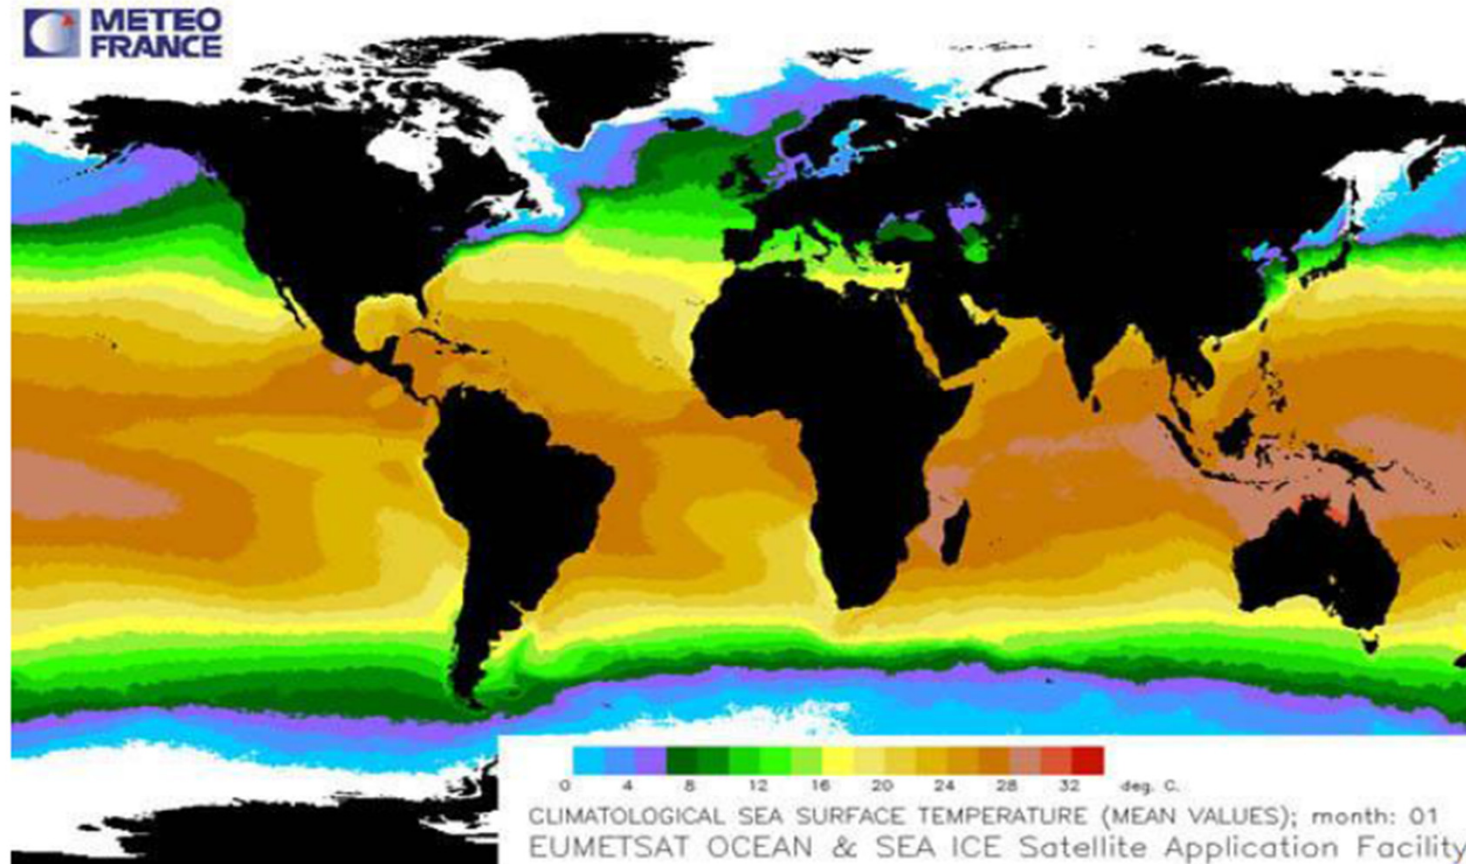 METEO
FRANCE
0 4 8 12 16 20 24 28 32 deg. C.
CLIMATOLOGICAL SEA SURFACE TEMPERATURE (MEAN VALUES); month: 01
EUMETSAT OCEAN & SEA ICE Satellite Application Facility